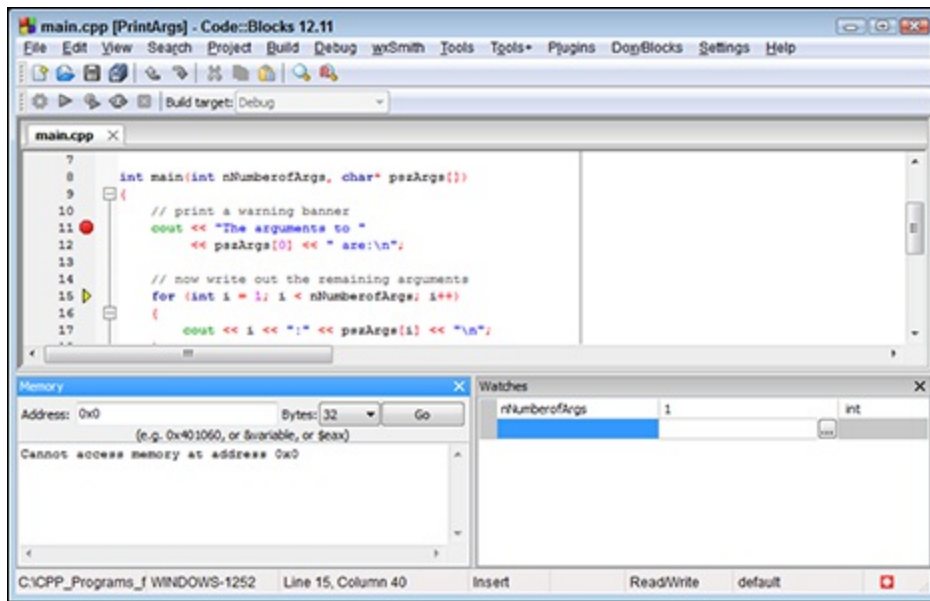 main.cpp [PrintArgs] - Code::Blocks 12.11
File Edit View Search Project Build Debug wxSmith Tools Tools+ Plugins DoxyBlocks Settings Help
Build target: Debug
main.cpp
7
8 int main(int nNumberofArgs, char* pszArgs[])
9 {
10 // print a warning banner
11 cout << "The arguments to "
12 << pszArgs[0] << " are:\n";
13
14 // now write out the remaining arguments
15 for (int i = 1; i < nNumberofArgs; i++)
16 {
17 cout << i << ":" << pszArgs[i] << "\n";
Memory
Address: 0x0 Bytes: 32 Go
(e.g. 0x401060, or &variable, or $eax)
Cannot access memory at address 0x0
Watches
nNumberofArgs 1 int
...
C:\CPP_Programs_f WINDOWS-1252 Line 15, Column 40 Insert Read/Write default